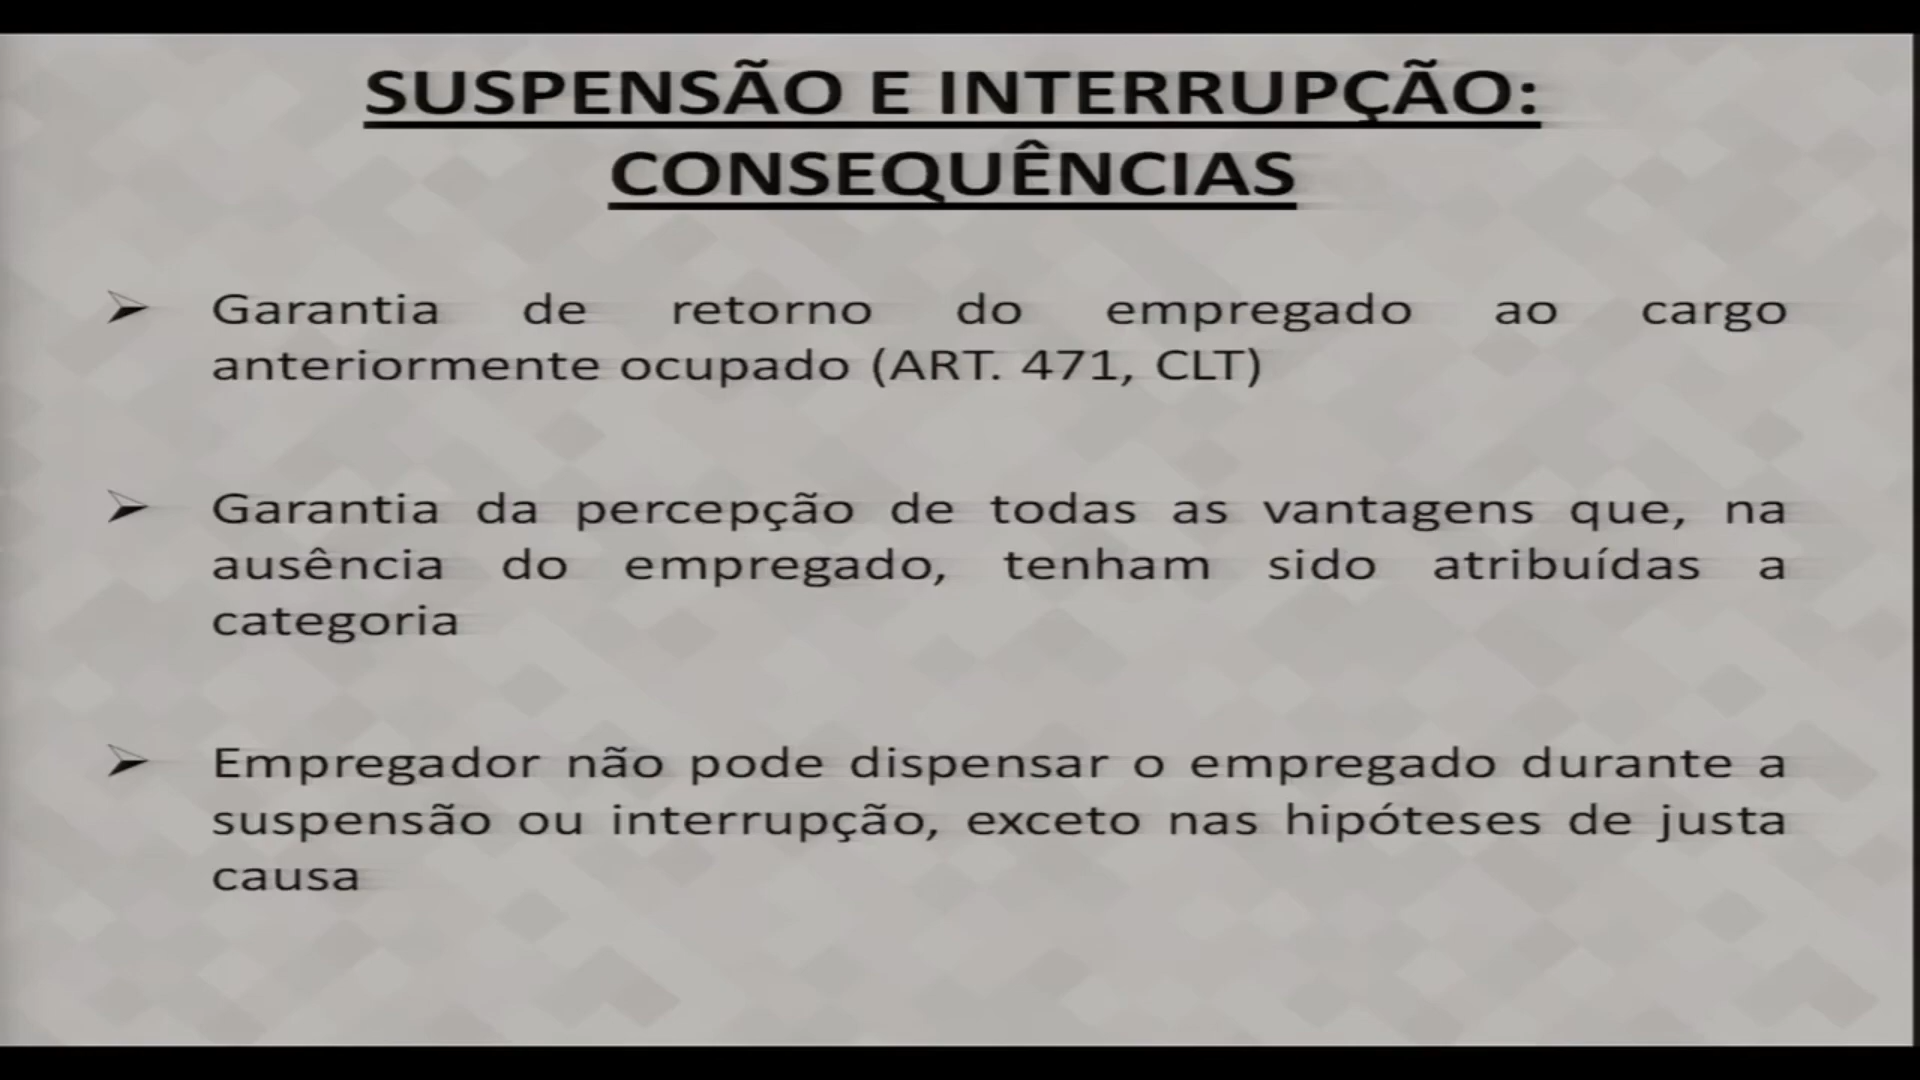 SUSPENSÃO E INTERRUPÇÃO:
CONSEQUÊNCIAS
Garantia de retorno do empregado ao cargo
anteriormente ocupado (ART. 471, CLT)
Garantia da percepção de todas as vantagens que, na
ausência do empregado, tenham sido atribuídas a
categoria
Empregador não pode dispensar o empregado durante a
suspensão ou interrupção, exceto nas hipóteses de justa
causa